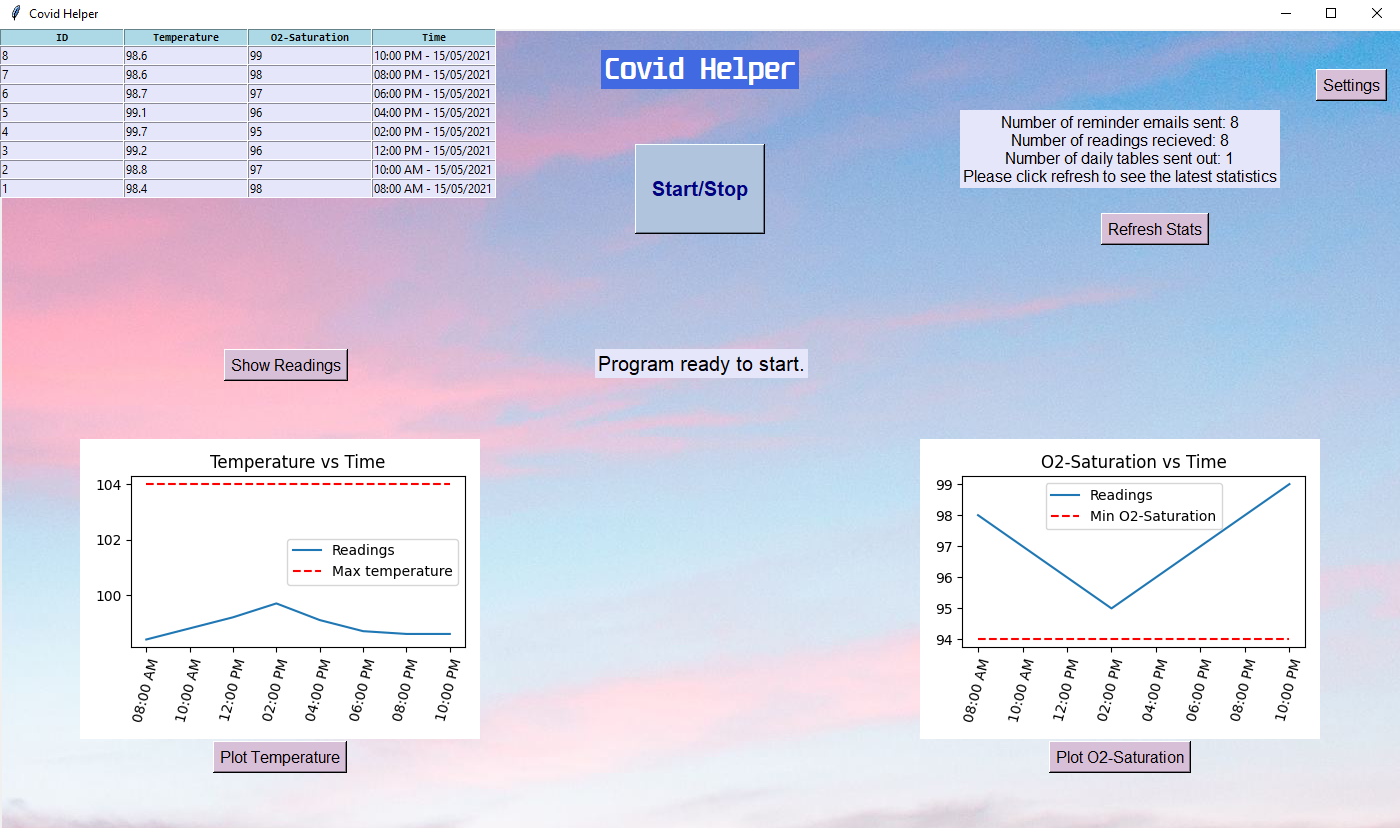 Covid Helper
ID Temperature O2-Saturation Time
8 98.6 99 10:00 PM - 15/05/2021
7 98.6 98 08:00 PM - 15/05/2021
6 98.7 97 06:00 PM - 15/05/2021
5 99.1 96 04:00 PM - 15/05/2021
4 99.7 95 02:00 PM - 15/05/2021
3 99.2 96 12:00 PM - 15/05/2021
2 98.8 97 10:00 AM - 15/05/2021
1 98.4 98 08:00 AM - 15/05/2021
Covid Helper
Settings
Number of reminder emails sent: 8
Number of readings recieved: 8
Number of daily tables sent out: 1
Please click refresh to see the latest statistics
Start/Stop
Refresh Stats
Show Readings
Program ready to start.
Temperature vs Time
104
102
100
Readings
Max temperature
08:00 AM
10:00 AM
12:00 PM
02:00 PM
04:00 PM
06:00 PM
08:00 PM
10:00 PM
Plot Temperature
O2-Saturation vs Time
99
98
97
96
95
94
Readings
Min O2-Saturation
08:00 AM
10:00 AM
12:00 PM
02:00 PM
04:00 PM
06:00 PM
08:00 PM
10:00 PM
Plot O2-Saturation